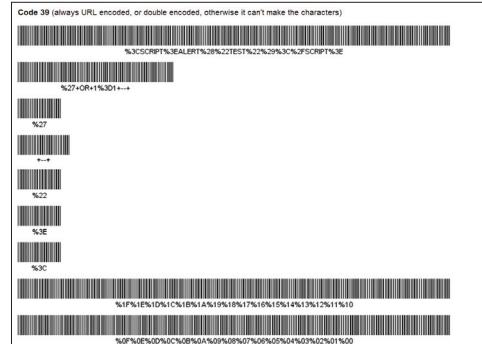 Code 39 (always URL encoded, or double encoded, otherwise it can't make the characters)
%3CSCRIPT%3EALERT%28%22TEST%22%29%3C%2FSCRIPT%3E
%27+OR+1%3D1+--+
%27
+--+
%22
%3E
%3C
%1F%1E%1D%1C%1B%1A%19%18%17%16%15%14%13%12%11%10
%0F%0E%0D%0C%0B%0A%09%08%07%06%05%04%03%02%01%00